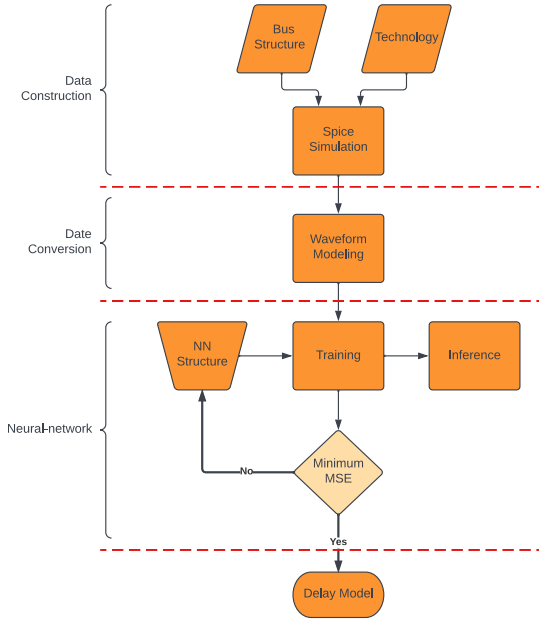 Bus
Structure
Technology
Data
Construction
Spice
Simulation
Date
Conversion
Waveform
Modeling
NN
Structure
Training
Inference
Neural-network
Minimum
MSE
No
Yes
Delay Model